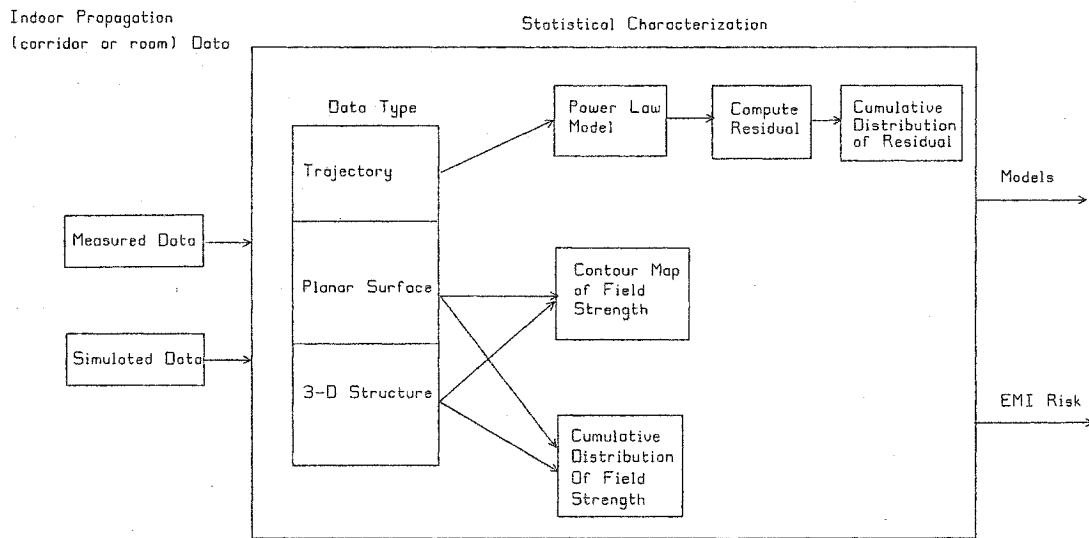 Indoor Propagation
(corridor or room) Data
Statistical Characterization
Data Type
Trajectory
Planar Surface
3-D Structure
Power Law
Model
Compute
Residual
Cumulative
Distribution
of Residual
Models
Measured Data
Contour Map
of Field
Strength
Simulated Data
EMI Risk
Cumulative
Distribution
Of Field
Strength